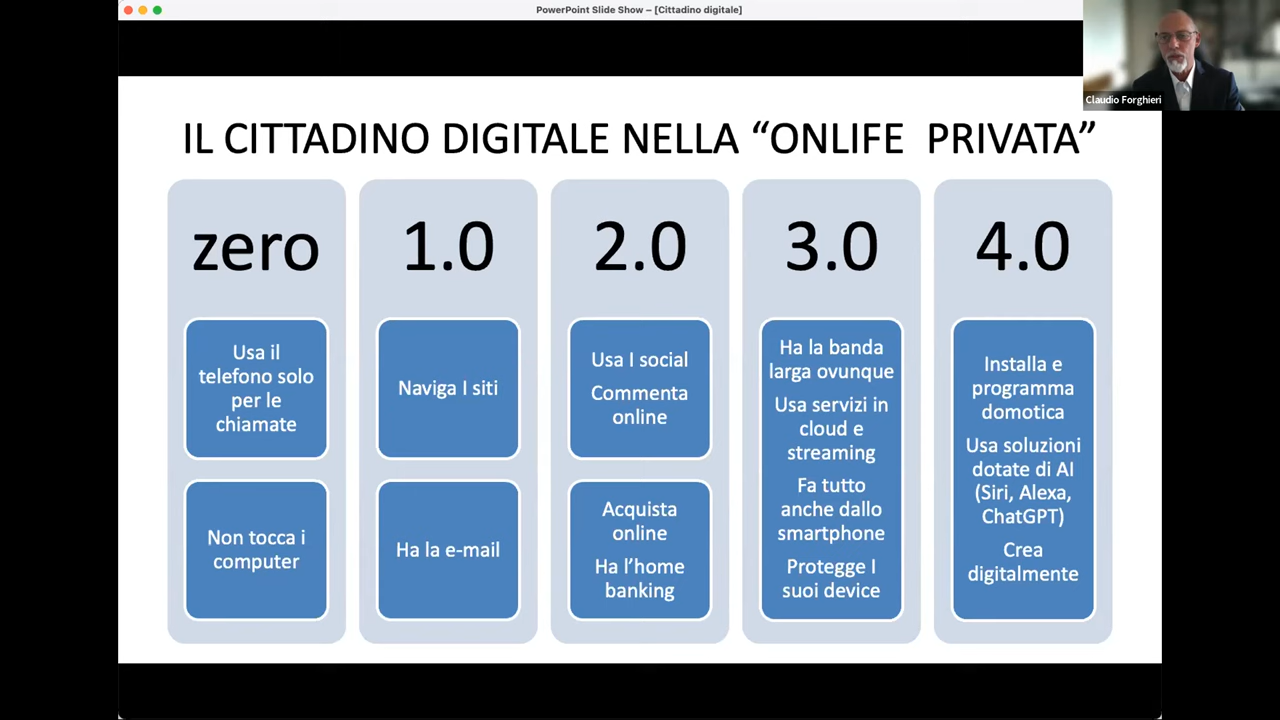 PowerPoint Slide Show – [Cittadino digitale]
Claudio Forghieri
IL CITTADINO DIGITALE NELLA “ONLIFE PRIVATA”
zero
Usa il
telefono solo
per le
chiamate
Non tocca i
computer
1.0
Naviga I siti
Ha la e-mail
2.0
Usa I social
Commenta
online
Acquista
online
Ha l’home
banking
3.0
Ha la banda
larga ovunque
Usa servizi in
cloud e
streaming
Fa tutto
anche dallo
smartphone
Protegge I
suoi device
4.0
Installa e
programma
domotica
Usa soluzioni
dotate di AI
(Siri, Alexa,
ChatGPT)
Crea
digitalmente